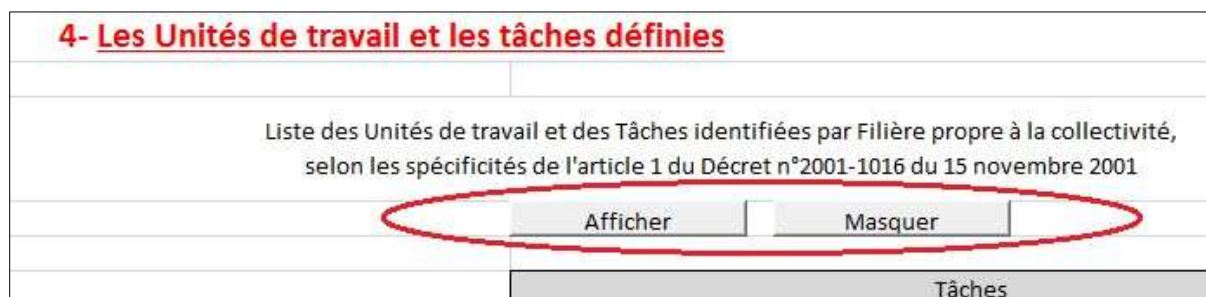 4- Les Unités de travail et les tâches définies
Liste des Unités de travail et des Tâches identifiées par Filière propre à la collectivité,
selon les spécificités de l'article 1 du Décret n°2001-1016 du 15 novembre 2001
Afficher Masquer
Tâches